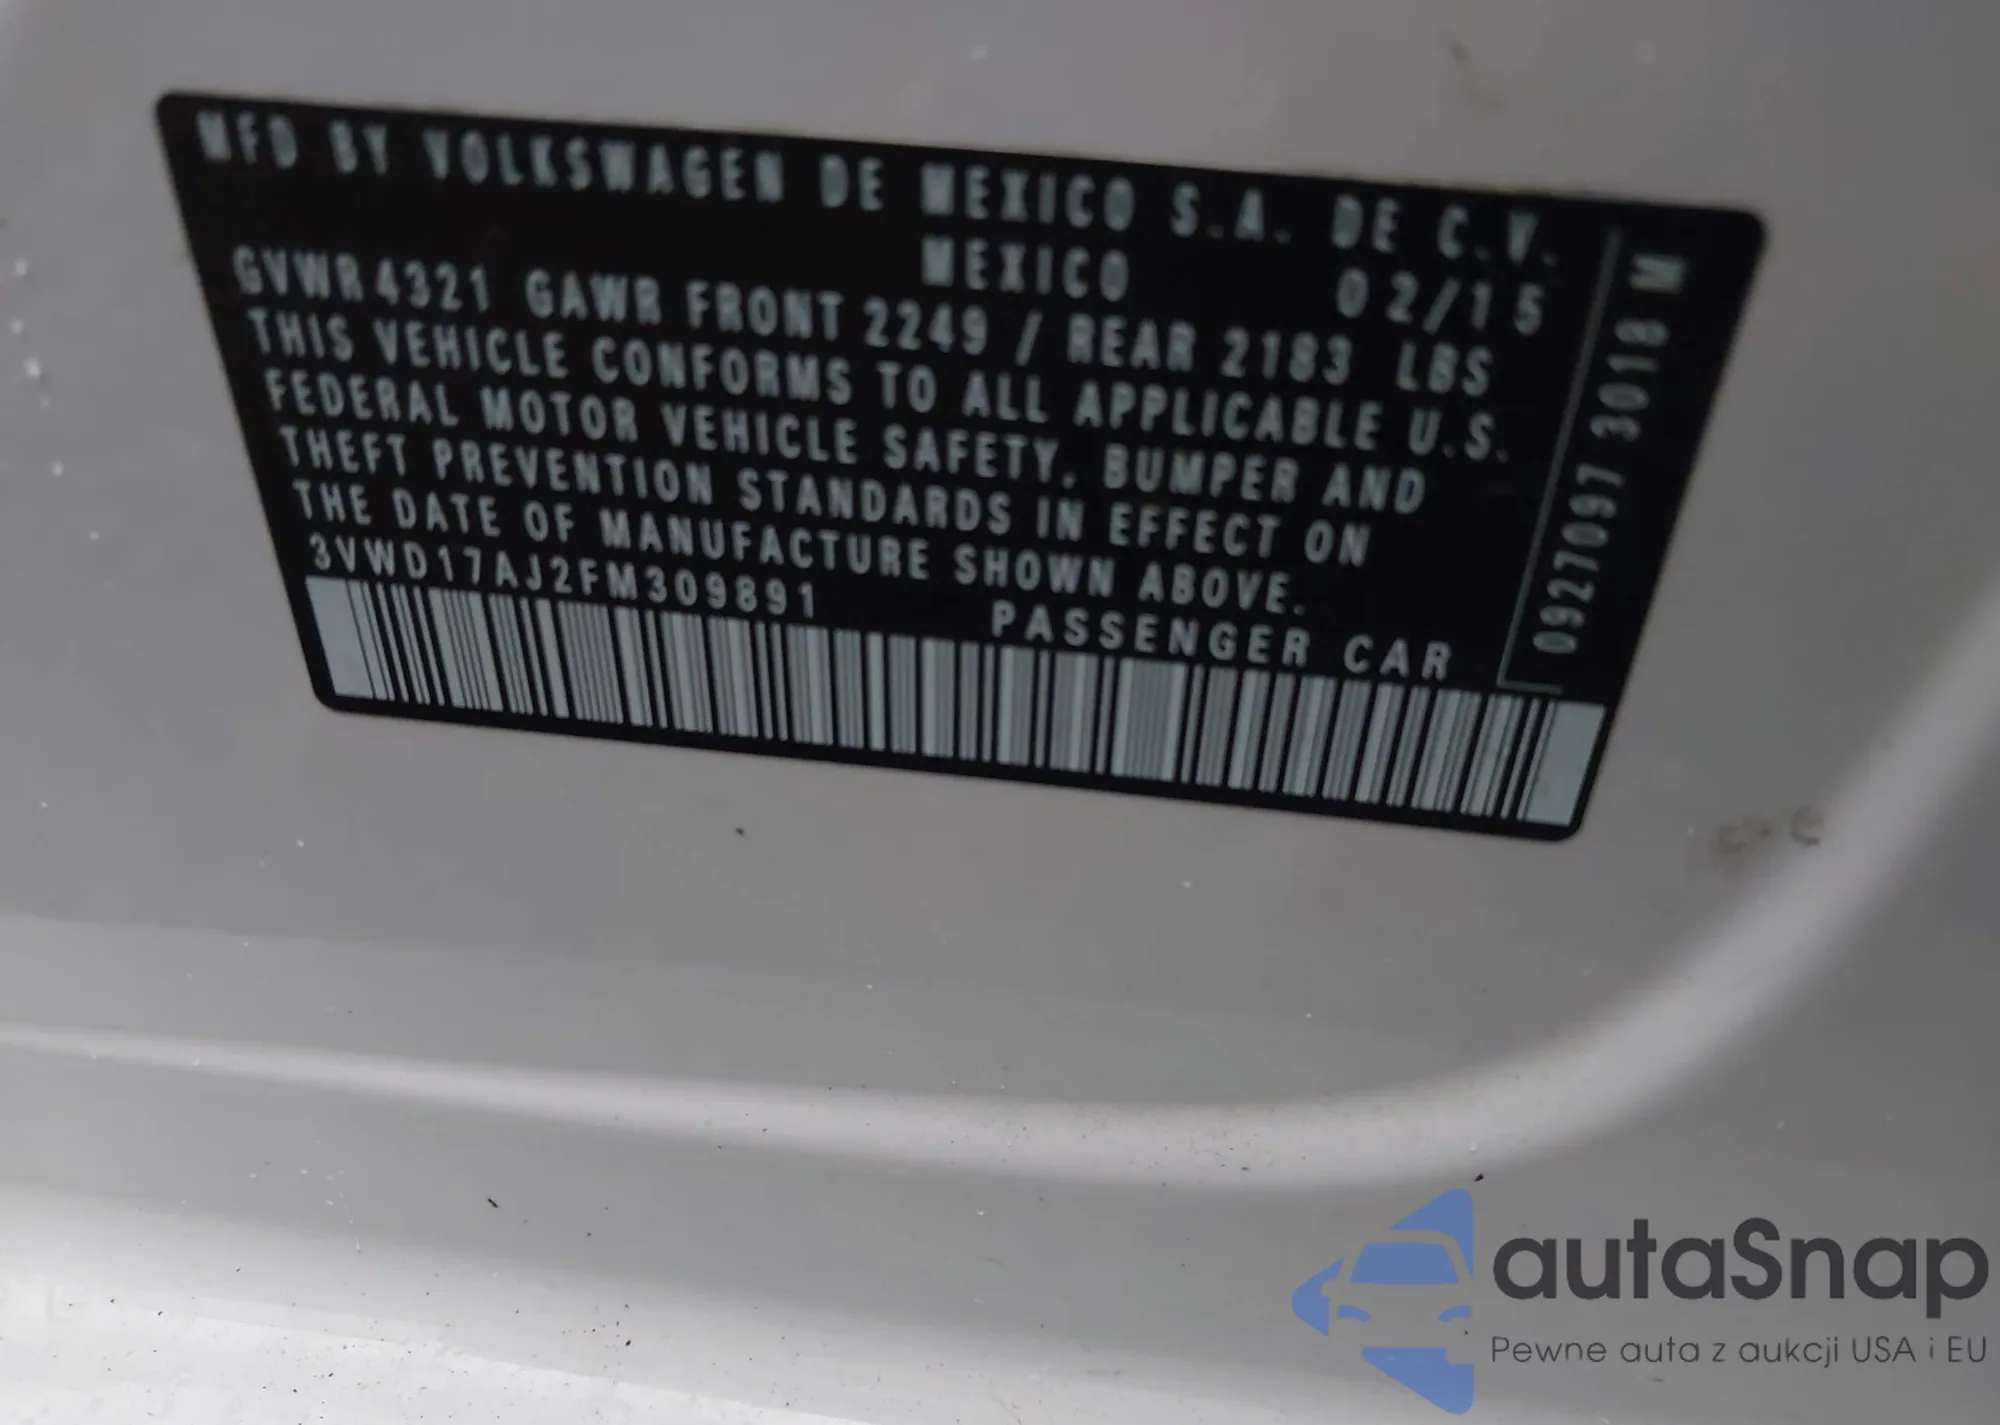 MFD BY VOLKSWAGEN DE MEXICO S.A. DE C.V.
MEXICO 02/15
GVWR 4321 GAWR FRONT 2249 / REAR 2183 LBS
THIS VEHICLE CONFORMS TO ALL APPLICABLE U.S.
FEDERAL MOTOR VEHICLE SAFETY, BUMPER AND
THEFT PREVENTION STANDARDS IN EFFECT ON
THE DATE OF MANUFACTURE SHOWN ABOVE.
3VWD17AJ2FM309891 PASSENGER CAR
0927097 3018 M
autaSnap
Pewne auta z aukcji USA i EU